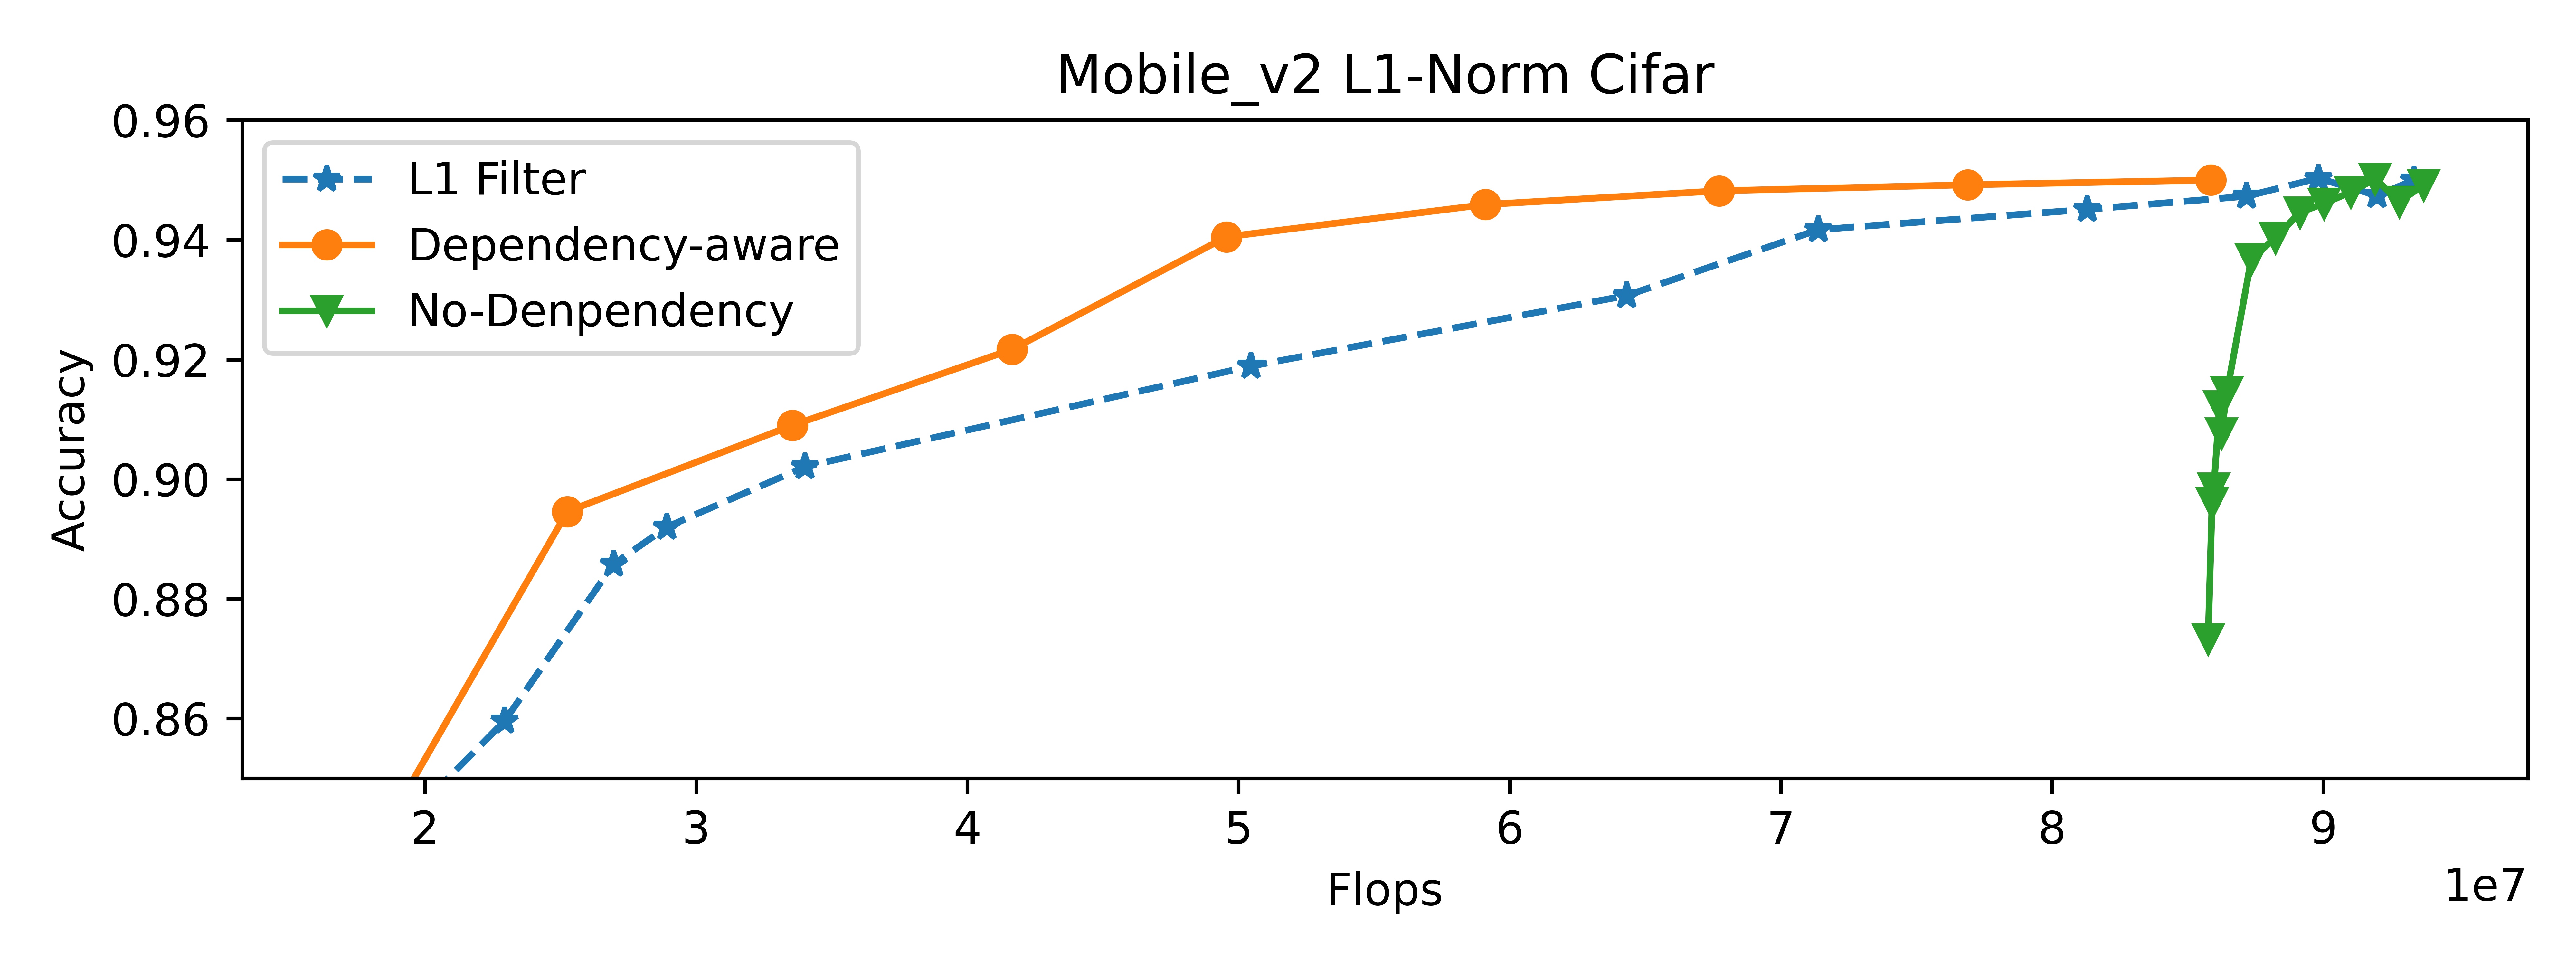 Mobile_v2 L1-Norm Cifar
0.96
0.94
0.92
0.90
0.88
0.86
Accuracy
L1 Filter
Dependency-aware
No-Denpendency
2 3 4 5 6 7 8 9
1e7
Flops